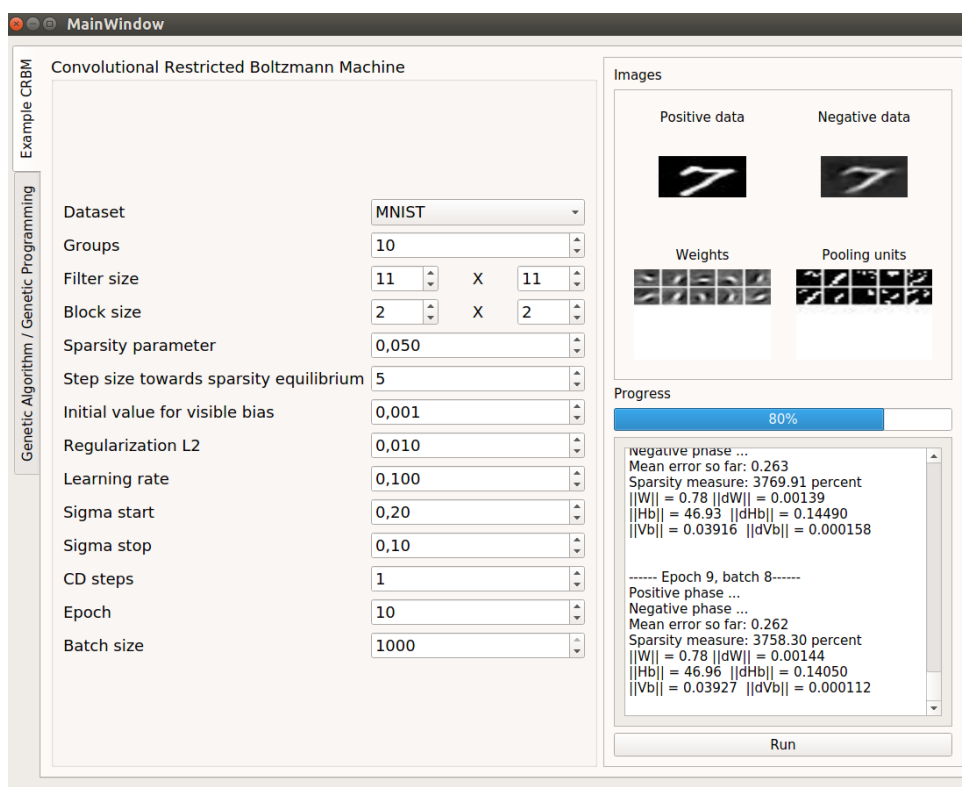 MainWindow
Example CRBM
Genetic Algorithm / Genetic Programming
Convolutional Restricted Boltzmann Machine
Dataset MNIST
Groups 10
Filter size 11 X 11
Block size 2 X 2
Sparsity parameter 0,050
Step size towards sparsity equilibrium 5
Initial value for visible bias 0,001
Regularization L2 0,010
Learning rate 0,100
Sigma start 0,20
Sigma stop 0,10
CD steps 1
Epoch 10
Batch size 1000
Images
Positive data Negative data
Weights Pooling units
Progress
80%
Negative phase ...
Mean error so far: 0.263
Sparsity measure: 3769.91 percent
||W|| = 0.78 ||dW|| = 0.00139
||Hb|| = 46.93 ||dHb|| = 0.14490
||Vb|| = 0.03916 ||dVb|| = 0.000158
------ Epoch 9, batch 8------
Positive phase ...
Negative phase ...
Mean error so far: 0.262
Sparsity measure: 3758.30 percent
||W|| = 0.78 ||dW|| = 0.00144
||Hb|| = 46.96 ||dHb|| = 0.14050
||Vb|| = 0.03927 ||dVb|| = 0.000112
Run